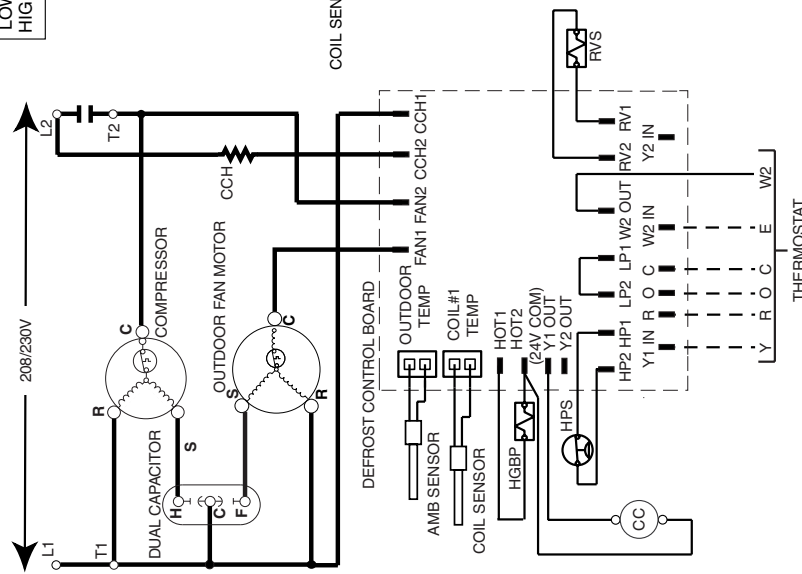 LOW
HIG
COIL SEN
208/230V
L1
L2
T1
T2
R
C
COMPRESSOR
S
CCH
DUAL CAPACITOR
H
C
F
OUTDOOR FAN MOTOR
S
C
R
DEFROST CONTROL BOARD
FAN1
FAN2
CCH2
CCH1
OUTDOOR
TEMP
COIL#1
TEMP
AMB SENSOR
COIL SENSOR
HOT1
HOT2
(24V COM)
Y1 OUT
Y2 OUT
HGBP
HPS
CC
HP2
HP1
LP2
LP1
W2 OUT
RV2
RV1
RVS
Y1 IN
R
O
C
W2 IN
Y2 IN
Y
R
O
C
E
W2
THERMOSTAT